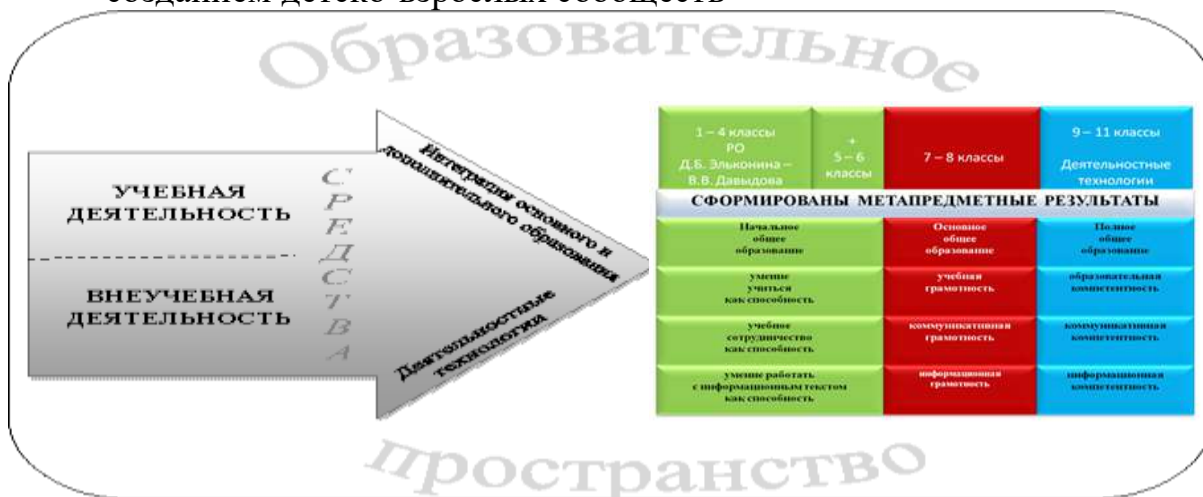 созданием детско-взрослых сообществ
Образовательное
УЧЕБНАЯ
ДЕЯТЕЛЬНОСТЬ
ВНЕУЧЕБНАЯ
ДЕЯТЕЛЬНОСТЬ
СРЕДСТВА
Интеграция основного и
дополнительного образования
Деятельностные
технологии
1 – 4 классы
РО
Д.Б. Эльконина –
В.В. Давыдова
+
5 – 6
классы
7 – 8 классы
9 – 11 классы
Деятельностные
технологии
СФОРМИРОВАНЫ МЕТАПРЕДМЕТНЫЕ РЕЗУЛЬТАТЫ
Начальное
общее
образование
Основное
общее
образование
Полное
общее
образование
умение
учиться
как способность
учебная
грамотность
образовательная
компетентность
учебное
сотрудничество
как способность
коммуникативная
грамотность
коммуникативная
компетентность
умение работать
с информационным текстом
как способность
информационная
грамотность
информационная
компетентность
пространство